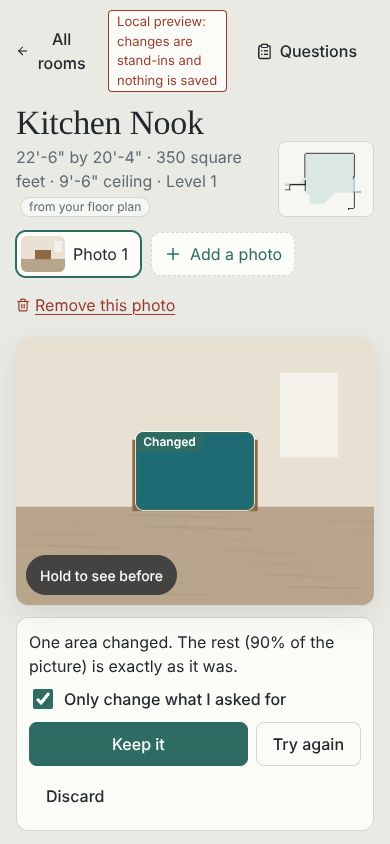 All
rooms
Local preview:
changes are
stand-ins and
nothing is saved
Questions
Kitchen Nook
22'-6" by 20'-4" · 350 square
feet · 9'-6" ceiling · Level 1
from your floor plan
Photo 1
Add a photo
Remove this photo
Changed
Hold to see before
One area changed. The rest (90% of the
picture) is exactly as it was.
Only change what I asked for
Keep it
Try again
Discard